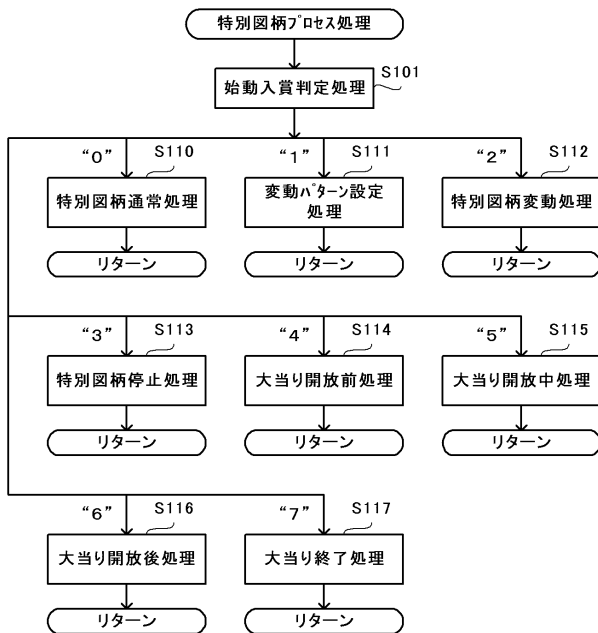 特別図柄プロセス処理
S101
始動入賞判定処理
“0” S110 “1” S111 “2” S112
特別図柄通常処理
変動パターン設定
処理
特別図柄変動処理
リターン リターン リターン
“3” S113 “4” S114 “5” S115
特別図柄停止処理 大当り開放前処理 大当り開放中処理
リターン リターン リターン
“6” S116 “7” S117
大当り開放後処理 大当り終了処理
リターン リターン